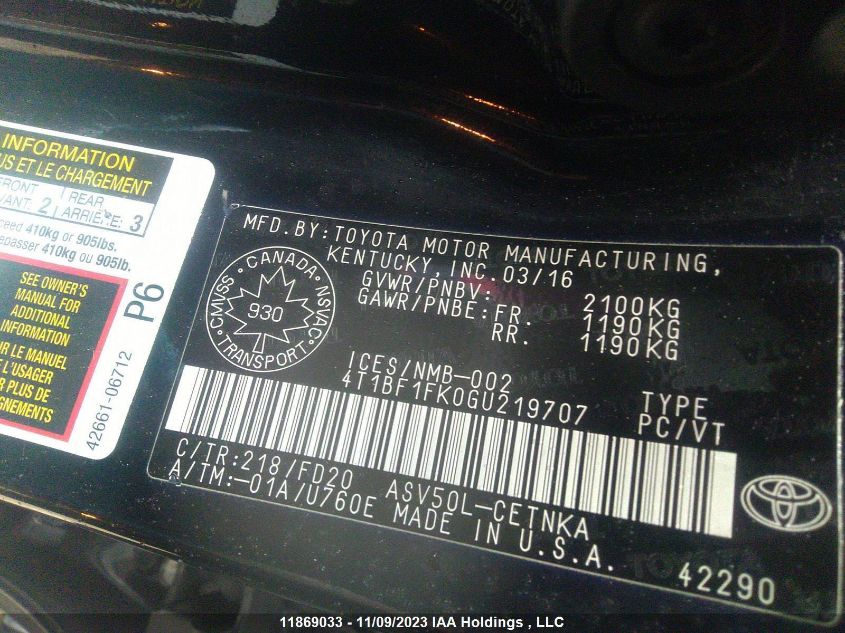 INFORMATION
US ET LE CHARGEMENT
FRONT
VANT: 2
REAR
ARRIÈRE: 3
ceed 410kg or 905lbs.
epasser 410kg ou 905lb.
SEE OWNER'S
MANUAL FOR
ADDITIONAL
INFORMATION
R LE MANUEL
L'USAGER
R PLUS DE
GNEMENTS
P6
42661-06712
MFD.BY:TOYOTA MOTOR MANUFACTURING,
KENTUCKY, INC. 03/16
GVWR/PNBV: 2100KG
GAWR/PNBE: FR. 1190KG
RR. 1190KG
CANADA
CMVSS
930
NSVAC
TRANSPORT
ICES/NMB-002
4T1BF1FK0GU219707
TYPE
PC/VT
C/TR:218/FD20 ASV50L-CETNKA
A/TM:-01A/U760E MADE IN U.S.A.
42290
11869033 - 11/09/2023 IAA Holdings , LLC